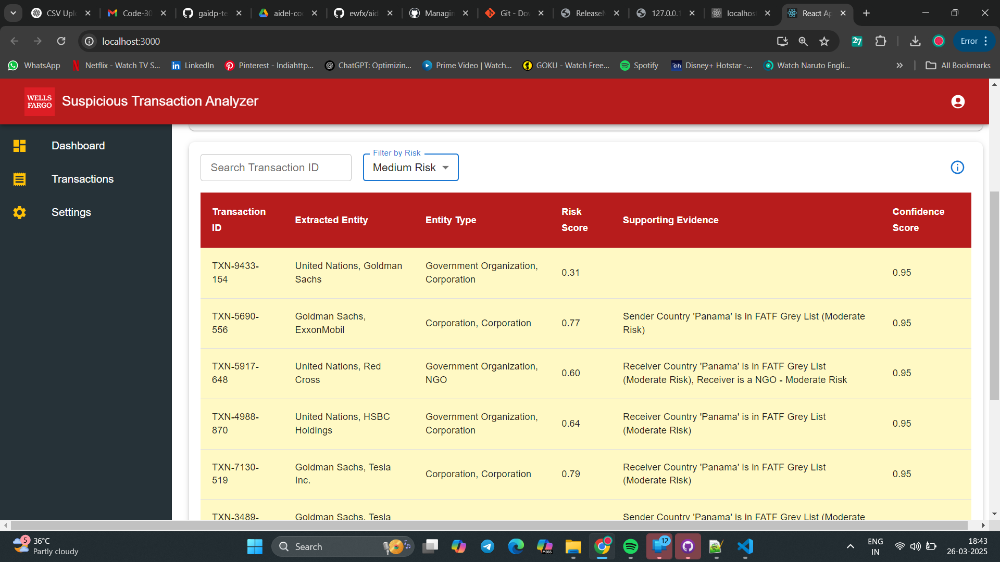 CSV Upl
Code-30
gaidp-te
aidel-co
ewfx/aid
Managin
Git - Dov
ReleaseN
127.0.0.1
localhos
React Ap
localhost:3000
27
Error
WhatsApp
Netflix - Watch TV S...
LinkedIn
Pinterest - Indiahttp...
ChatGPT: Optimizin...
Prime Video | Watch...
GOKU - Watch Free...
Spotify
Disney+ Hotstar -...
Watch Naruto Engli...
All Bookmarks
WELLS
FARGO
Suspicious Transaction Analyzer
Dashboard
Transactions
Settings
Search Transaction ID
Filter by Risk
Medium Risk
Transaction
ID
Extracted Entity
Entity Type
Risk
Score
Supporting Evidence
Confidence
Score
TXN-9433-
154
United Nations, Goldman
Sachs
Government Organization,
Corporation
0.31
0.95
TXN-5690-
556
Goldman Sachs,
ExxonMobil
Corporation, Corporation
0.77
Sender Country 'Panama' is in FATF Grey List (Moderate
Risk)
0.95
TXN-5917-
648
United Nations, Red
Cross
Government Organization,
NGO
0.60
Receiver Country 'Panama' is in FATF Grey List
(Moderate Risk), Receiver is a NGO - Moderate Risk
0.95
TXN-4988-
870
United Nations, HSBC
Holdings
Government Organization,
Corporation
0.64
Receiver Country 'Panama' is in FATF Grey List
(Moderate Risk)
0.95
TXN-7130-
519
Goldman Sachs, Tesla
Inc.
Corporation, Corporation
0.79
Receiver Country 'Panama' is in FATF Grey List
(Moderate Risk)
0.95
TXN-3489-
Goldman Sachs, Tesla
Sender Country 'Panama' is in FATF Grey List (Moderate
5
36°C
Partly cloudy
Search
M365
12
ENG
IN
18:43
26-03-2025